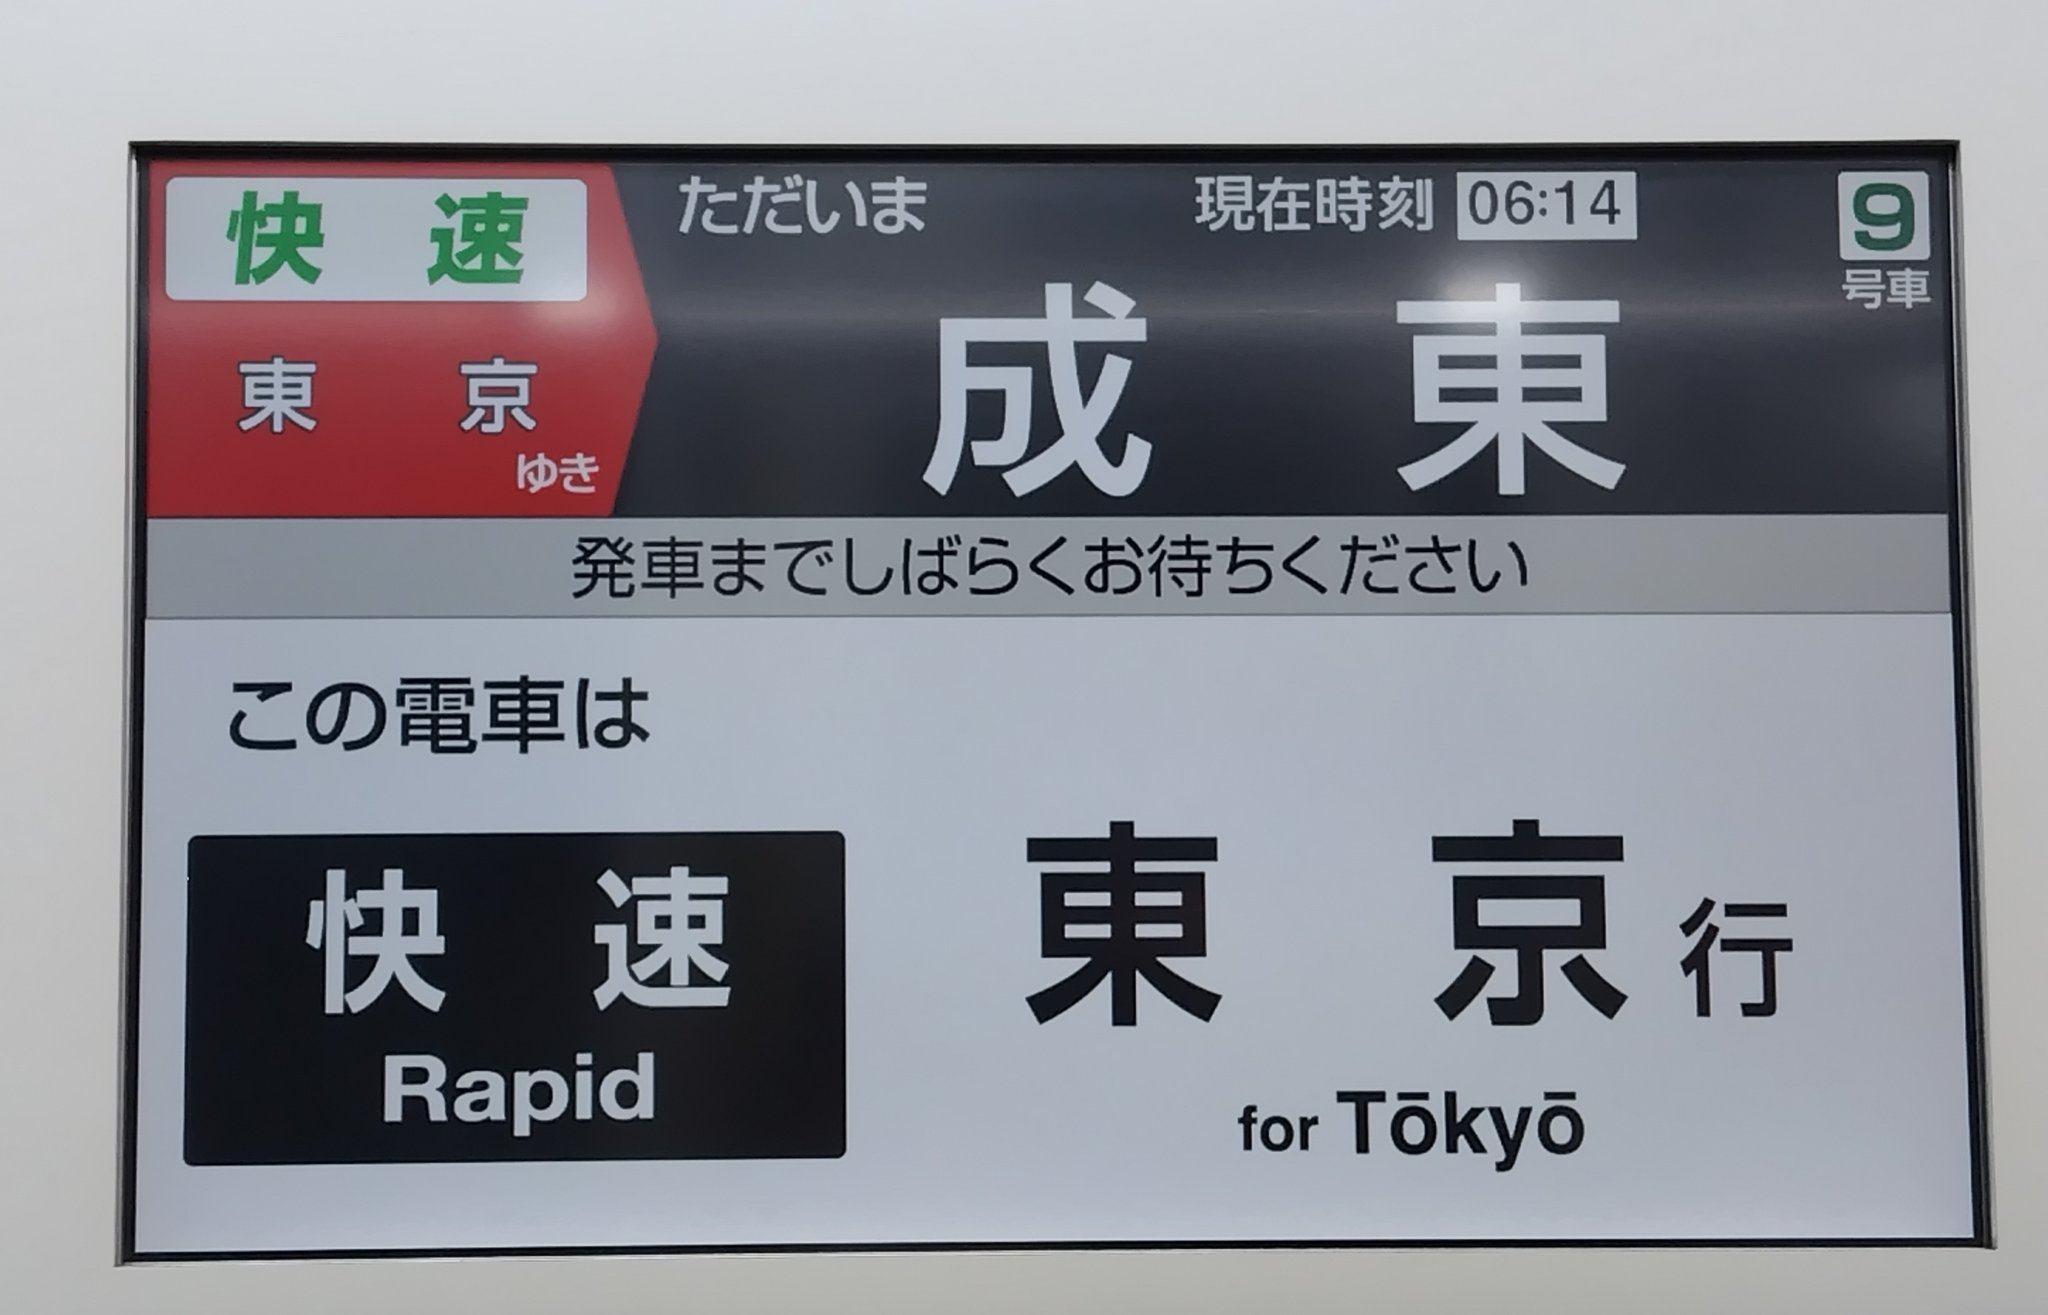 快速
東京
ゆき
ただいま
現在時刻 06:14
成東
9
号車
発車までしばらくお待ちください
この電車は
快速
Rapid
東京行
for Tōkyō